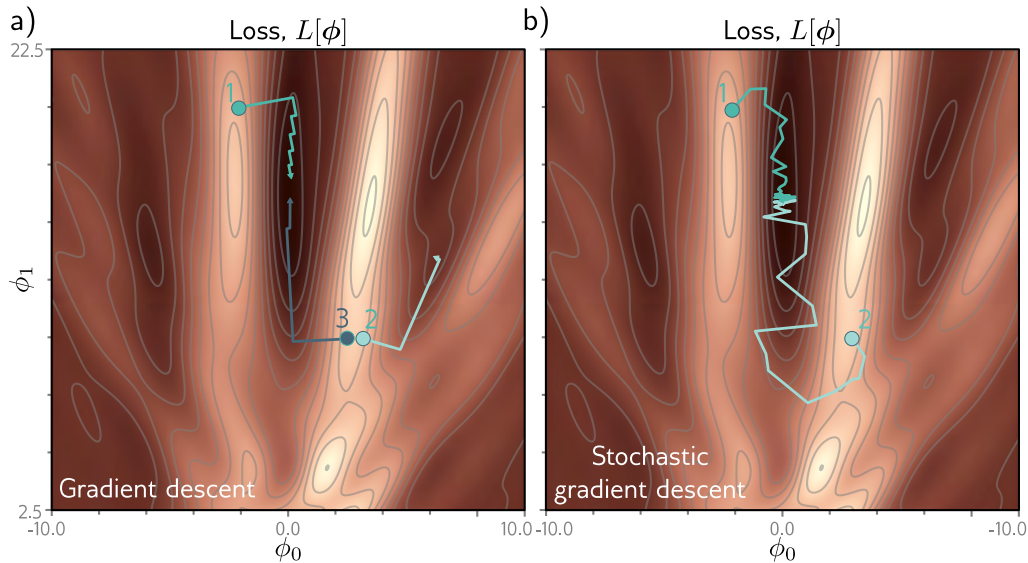 a)
Loss, L[ϕ]
22.5
1
3
2
ϕ₁
Gradient descent
2.5
-10.0
0.0
10.0
ϕ₀
b)
Loss, L[ϕ]
1
2
Stochastic
gradient descent
-10.0
0.0
-10.0
ϕ₀